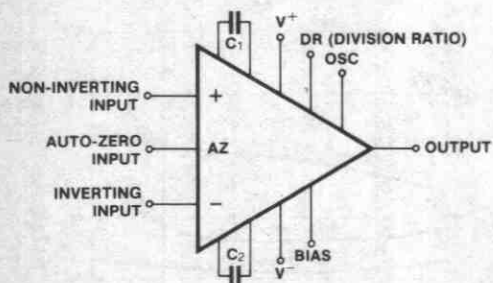 C1
V+
DR (DIVISION RATIO)
OSC
NON-INVERTING
INPUT
+
AUTO-ZERO
INPUT
AZ
OUTPUT
INVERTING
INPUT
−
C2
V−
BIAS